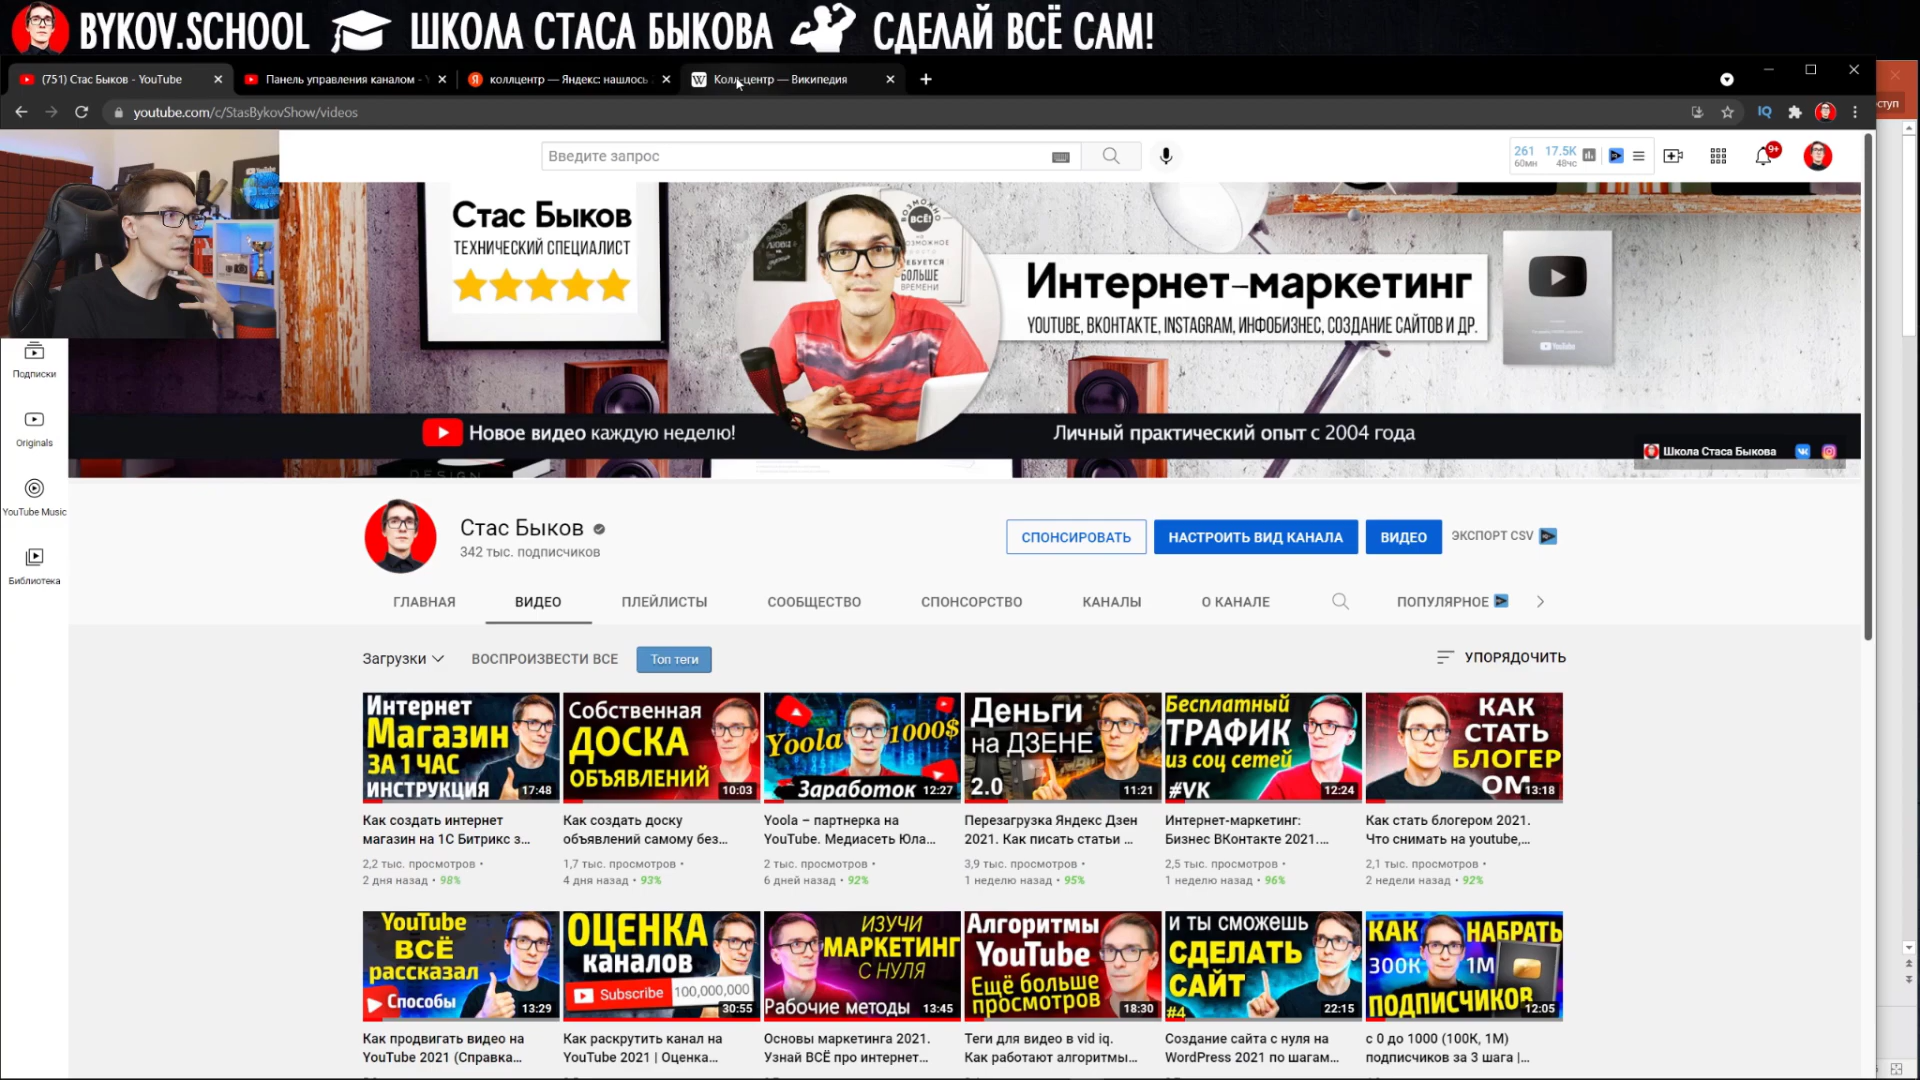 BYKOV.SCHOOL ШКОЛА СТАСА БЫКОВА СДЕЛАЙ ВСЁ САМ!
(751) Стас Быков - YouTube
Панель управления каналом -
коллцентр — Яндекс: нашлось
Колл-центр — Википедия
youtube.com/c/StasBykovShow/videos
IQ
ступ
Введите запрос
261 60мн
17.5K 48чс
9+
Стас Быков
ТЕХНИЧЕСКИЙ СПЕЦИАЛИСТ
ВОЗМОЖНО
ВСЁ!
БОЛЬШЕ
ВРЕМЕНИ
Интернет-маркетинг
YOUTUBE, ВКОНТАКТЕ, INSTAGRAM, ИНФОБИЗНЕС, СОЗДАНИЕ САЙТОВ И ДР.
YouTube
Новое видео каждую неделю!
Личный практический опыт с 2004 года
DESIGN
Школа Стаса Быкова
Подписки
Originals
YouTube Music
Библиотека
Стас Быков
342 тыс. подписчиков
СПОНСИРОВАТЬ
НАСТРОИТЬ ВИД КАНАЛА
ВИДЕО
ЭКСПОРТ CSV
ГЛАВНАЯ
ВИДЕО
ПЛЕЙЛИСТЫ
СООБЩЕСТВО
СПОНСОРСТВО
КАНАЛЫ
О КАНАЛЕ
ПОПУЛЯРНОЕ
Загрузки
ВОСПРОИЗВЕСТИ ВСЕ
Топ теги
УПОРЯДОЧИТЬ
Интернет
Магазин
ЗА 1 ЧАС
ИНСТРУКЦИЯ
17:48
Как создать интернет
магазин на 1С Битрикс з...
2,2 тыс. просмотров •
2 дня назад • 98%
Собственная
ДОСКА
ОБЪЯВЛЕНИЙ
10:03
Как создать доску
объявлений самому без...
1,7 тыс. просмотров •
4 дня назад • 93%
Yoola 1000$
Заработок
12:27
Yoola – партнерка на
YouTube. Медиасеть Юла...
2 тыс. просмотров •
6 дней назад • 92%
Деньги
на ДЗЕНЕ
2.0
11:21
Перезагрузка Яндекс Дзен
2021. Как писать статьи ...
3,9 тыс. просмотров •
1 неделю назад • 95%
Бесплатный
ТРАФИК
из соц сетей
#VK
12:24
Интернет-маркетинг:
Бизнес ВКонтакте 2021....
2,5 тыс. просмотров •
1 неделю назад • 96%
КАК
СТАТЬ
БЛОГЕР
ОМ
13:18
Как стать блогером 2021.
Что снимать на youtube,...
2,1 тыс. просмотров •
2 недели назад • 92%
YouTube
ВСЁ
рассказал
Способы
13:29
Как продвигать видео на
YouTube 2021 (Справка...
ОЦЕНКА
каналов
Subscribe 100,000,000
30:55
Как раскрутить канал на
YouTube 2021 | Оценка...
ИЗУЧИ
МАРКЕТИНГ
С НУЛЯ
Рабочие методы
13:45
Основы маркетинга 2021.
Узнай ВСЁ про интернет...
Алгоритмы
YouTube
Ещё больше
просмотров
18:30
Теги для видео в vid iq.
Как работают алгоритмы...
И ТЫ СМОЖЕШЬ
СДЕЛАТЬ
САЙТ
#4
22:15
Создание сайта с нуля на
WordPress 2021 по шагам...
КАК НАБРАТЬ
300К 1М
ПОДПИСЧИКОВ
12:05
с 0 до 1000 (100К, 1М)
подписчиков за 3 шага |...